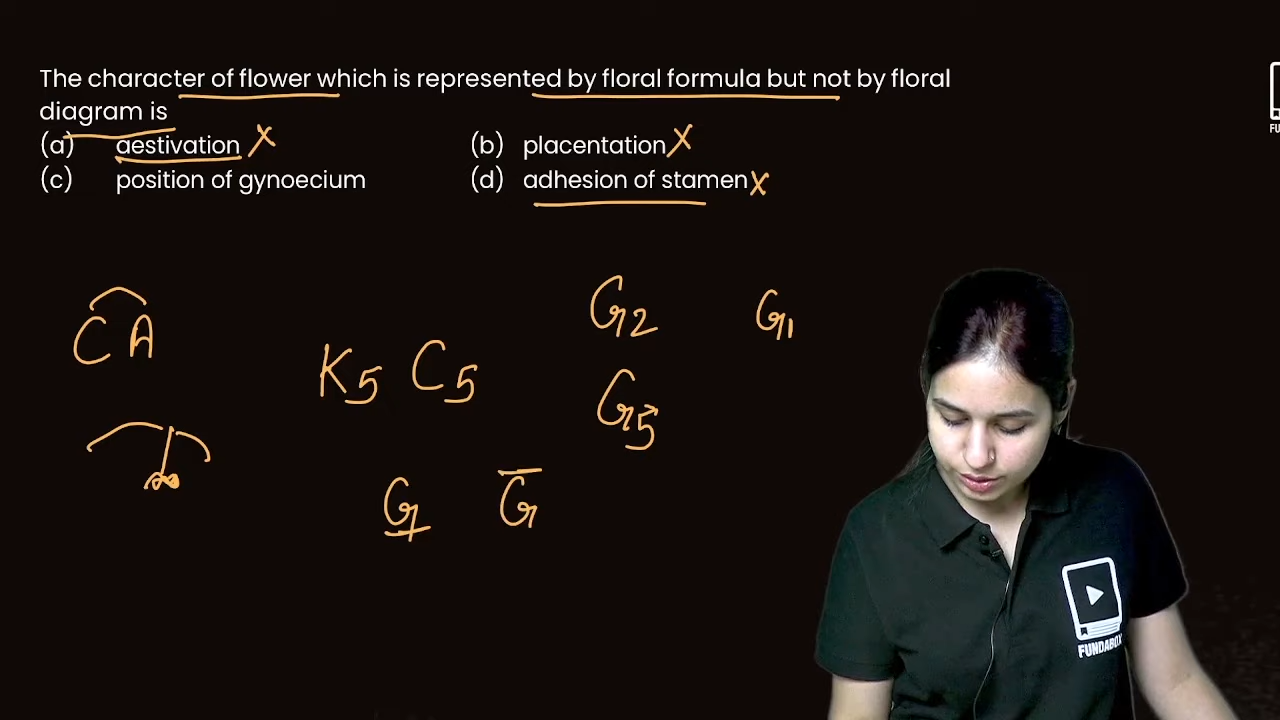 The character of flower which is represented by floral formula but not by floral
diagram is
(a) aestivation X (b) placentation X
(c) position of gynoecium (d) adhesion of stamen X
C A
K5 C5
G2 G1
G5
G G
FUNDABOX
FU